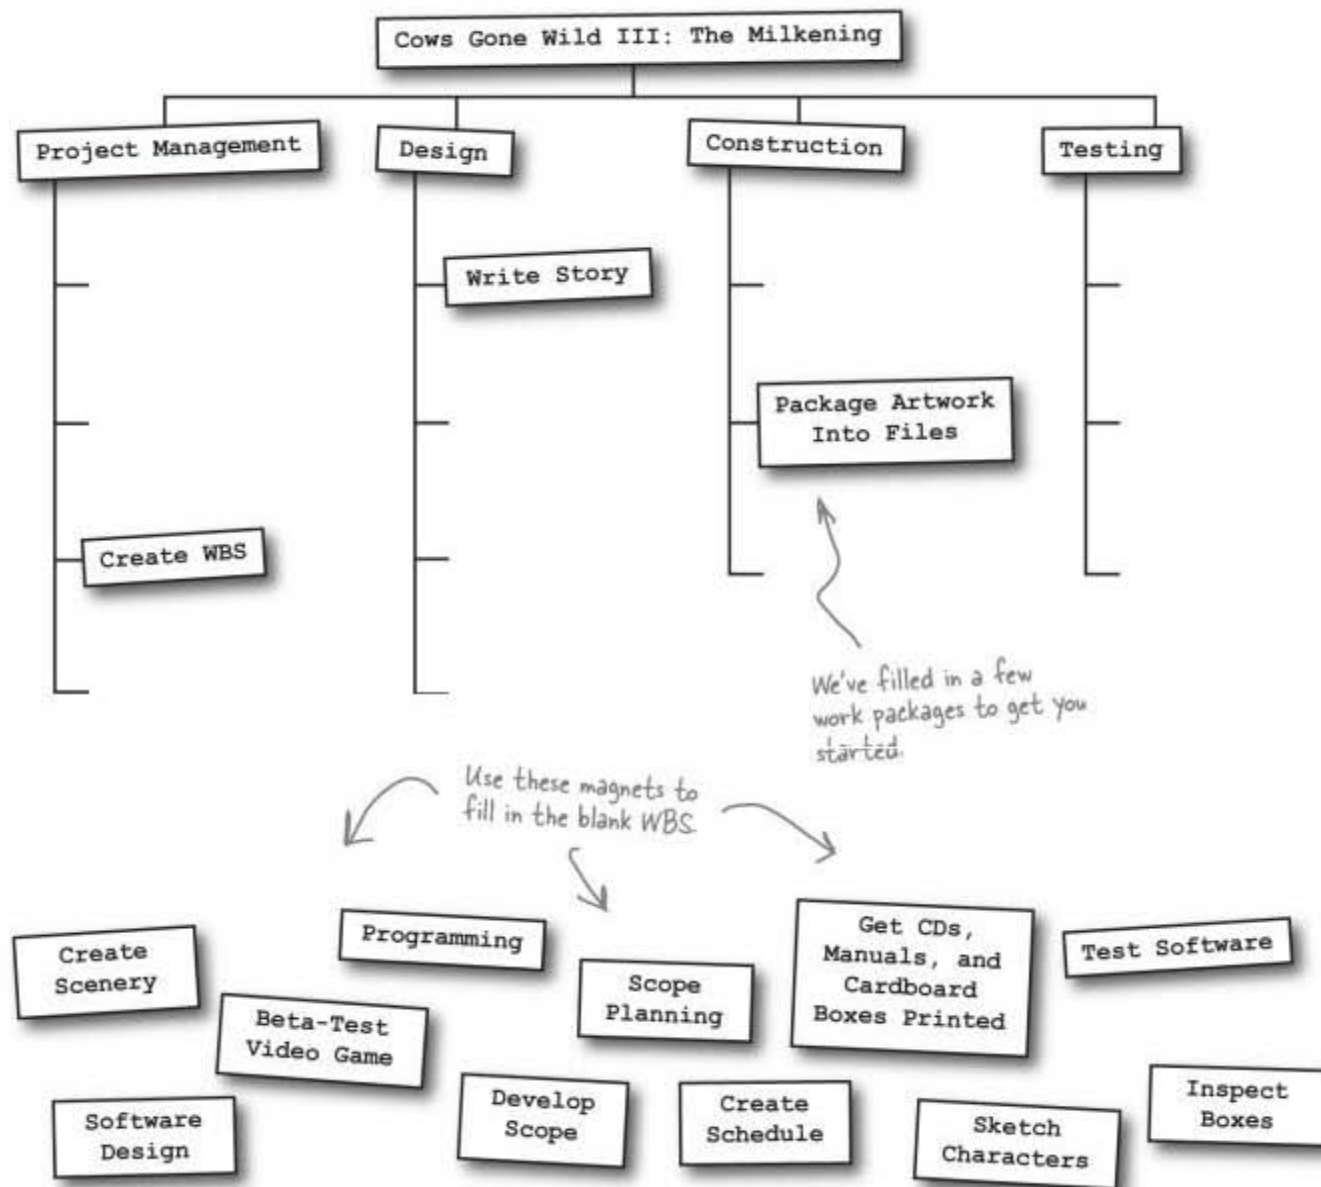 Cows Gone Wild III: The Milkening
Project Management
Design
Construction
Testing
Write Story
Package Artwork
Into Files
Create WBS
We've filled in a few
work packages to get you
started.
Use these magnets to
fill in the blank WBS.
Create
Scenery
Programming
Beta-Test
Video Game
Scope
Planning
Get CDs,
Manuals, and
Cardboard
Boxes Printed
Test Software
Software
Design
Develop
Scope
Create
Schedule
Sketch
Characters
Inspect
Boxes